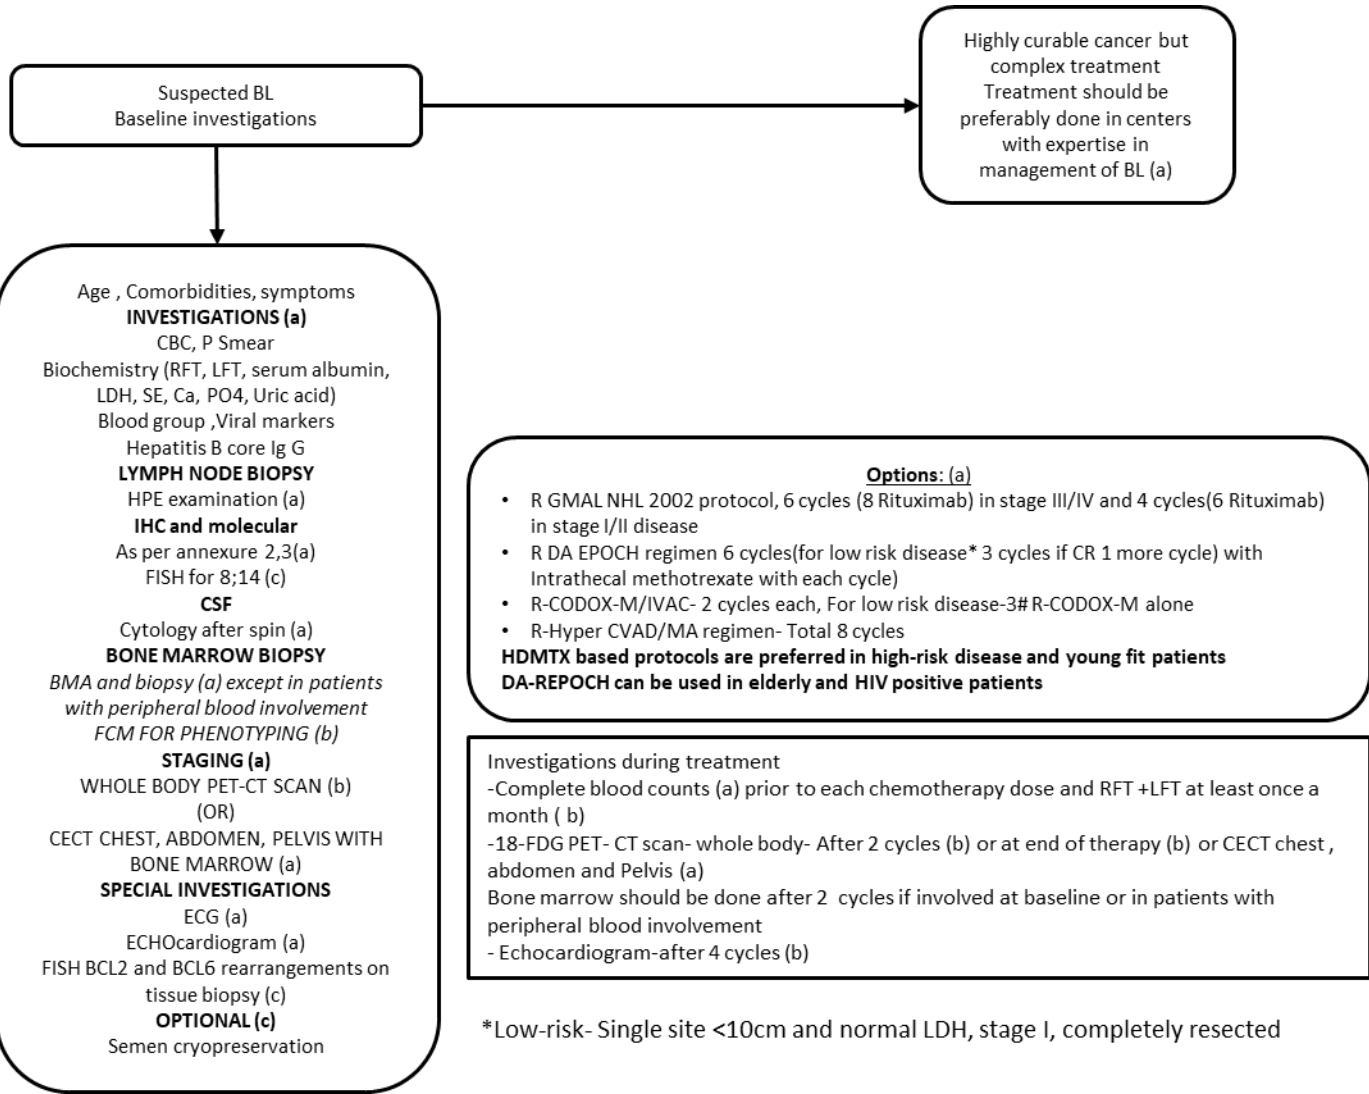 Suspected BL
Baseline investigations
Highly curable cancer but
complex treatment
Treatment should be
preferably done in centers
with expertise in
management of BL (a)
Age , Comorbidities, symptoms
INVESTIGATIONS (a)
CBC, P Smear
Biochemistry (RFT, LFT, serum albumin,
LDH, SE, Ca, PO4, Uric acid)
Blood group ,Viral markers
Hepatitis B core Ig G
LYMPH NODE BIOPSY
HPE examination (a)
IHC and molecular
As per annexure 2,3(a)
FISH for 8;14 (c)
CSF
Cytology after spin (a)
BONE MARROW BIOPSY
BMA and biopsy (a) except in patients
with peripheral blood involvement
FCM FOR PHENOTYPING (b)
STAGING (a)
WHOLE BODY PET-CT SCAN (b)
(OR)
CECT CHEST, ABDOMEN, PELVIS WITH
BONE MARROW (a)
SPECIAL INVESTIGATIONS
ECG (a)
ECHOcardiogram (a)
FISH BCL2 and BCL6 rearrangements on
tissue biopsy (c)
OPTIONAL (c)
Semen cryopreservation
Options: (a)
• R GMAL NHL 2002 protocol, 6 cycles (8 Rituximab) in stage III/IV and 4 cycles(6 Rituximab)
in stage I/II disease
• R DA EPOCH regimen 6 cycles(for low risk disease* 3 cycles if CR 1 more cycle) with
Intrathecal methotrexate with each cycle)
• R-CODOX-M/IVAC- 2 cycles each, For low risk disease-3# R-CODOX-M alone
• R-Hyper CVAD/MA regimen- Total 8 cycles
HDMTX based protocols are preferred in high-risk disease and young fit patients
DA-REPOCH can be used in elderly and HIV positive patients
Investigations during treatment
-Complete blood counts (a) prior to each chemotherapy dose and RFT +LFT at least once a
month ( b)
-18-FDG PET- CT scan- whole body- After 2 cycles (b) or at end of therapy (b) or CECT chest ,
abdomen and Pelvis (a)
Bone marrow should be done after 2 cycles if involved at baseline or in patients with
peripheral blood involvement
- Echocardiogram-after 4 cycles (b)
*Low-risk- Single site <10cm and normal LDH, stage I, completely resected